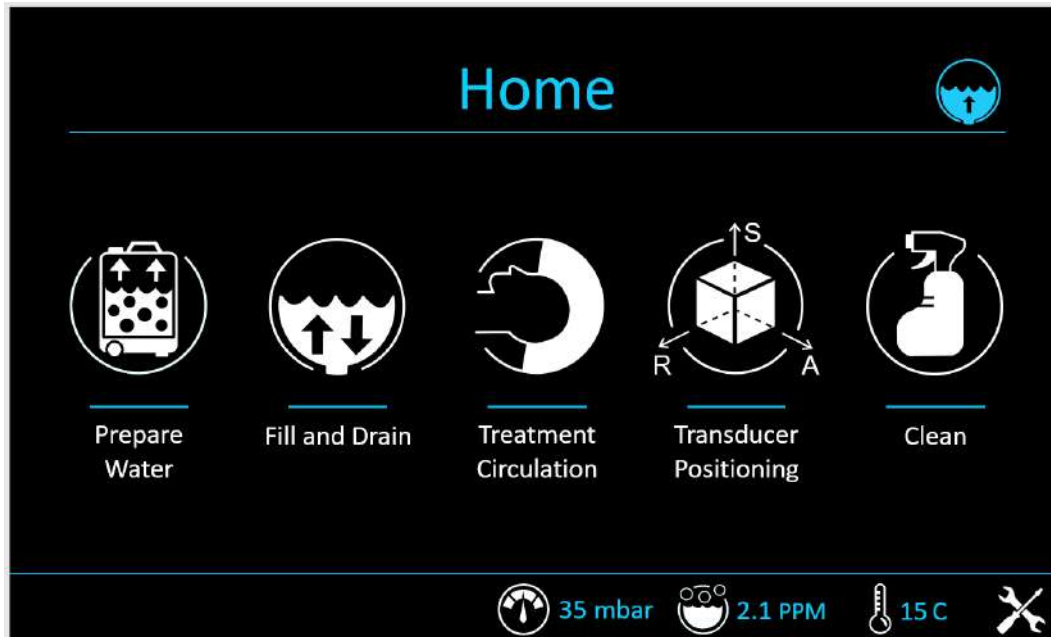 Home
S
R
A
Prepare
Water
Fill and Drain
Treatment
Circulation
Transducer
Positioning
Clean
35 mbar
2.1 PPM
15 C